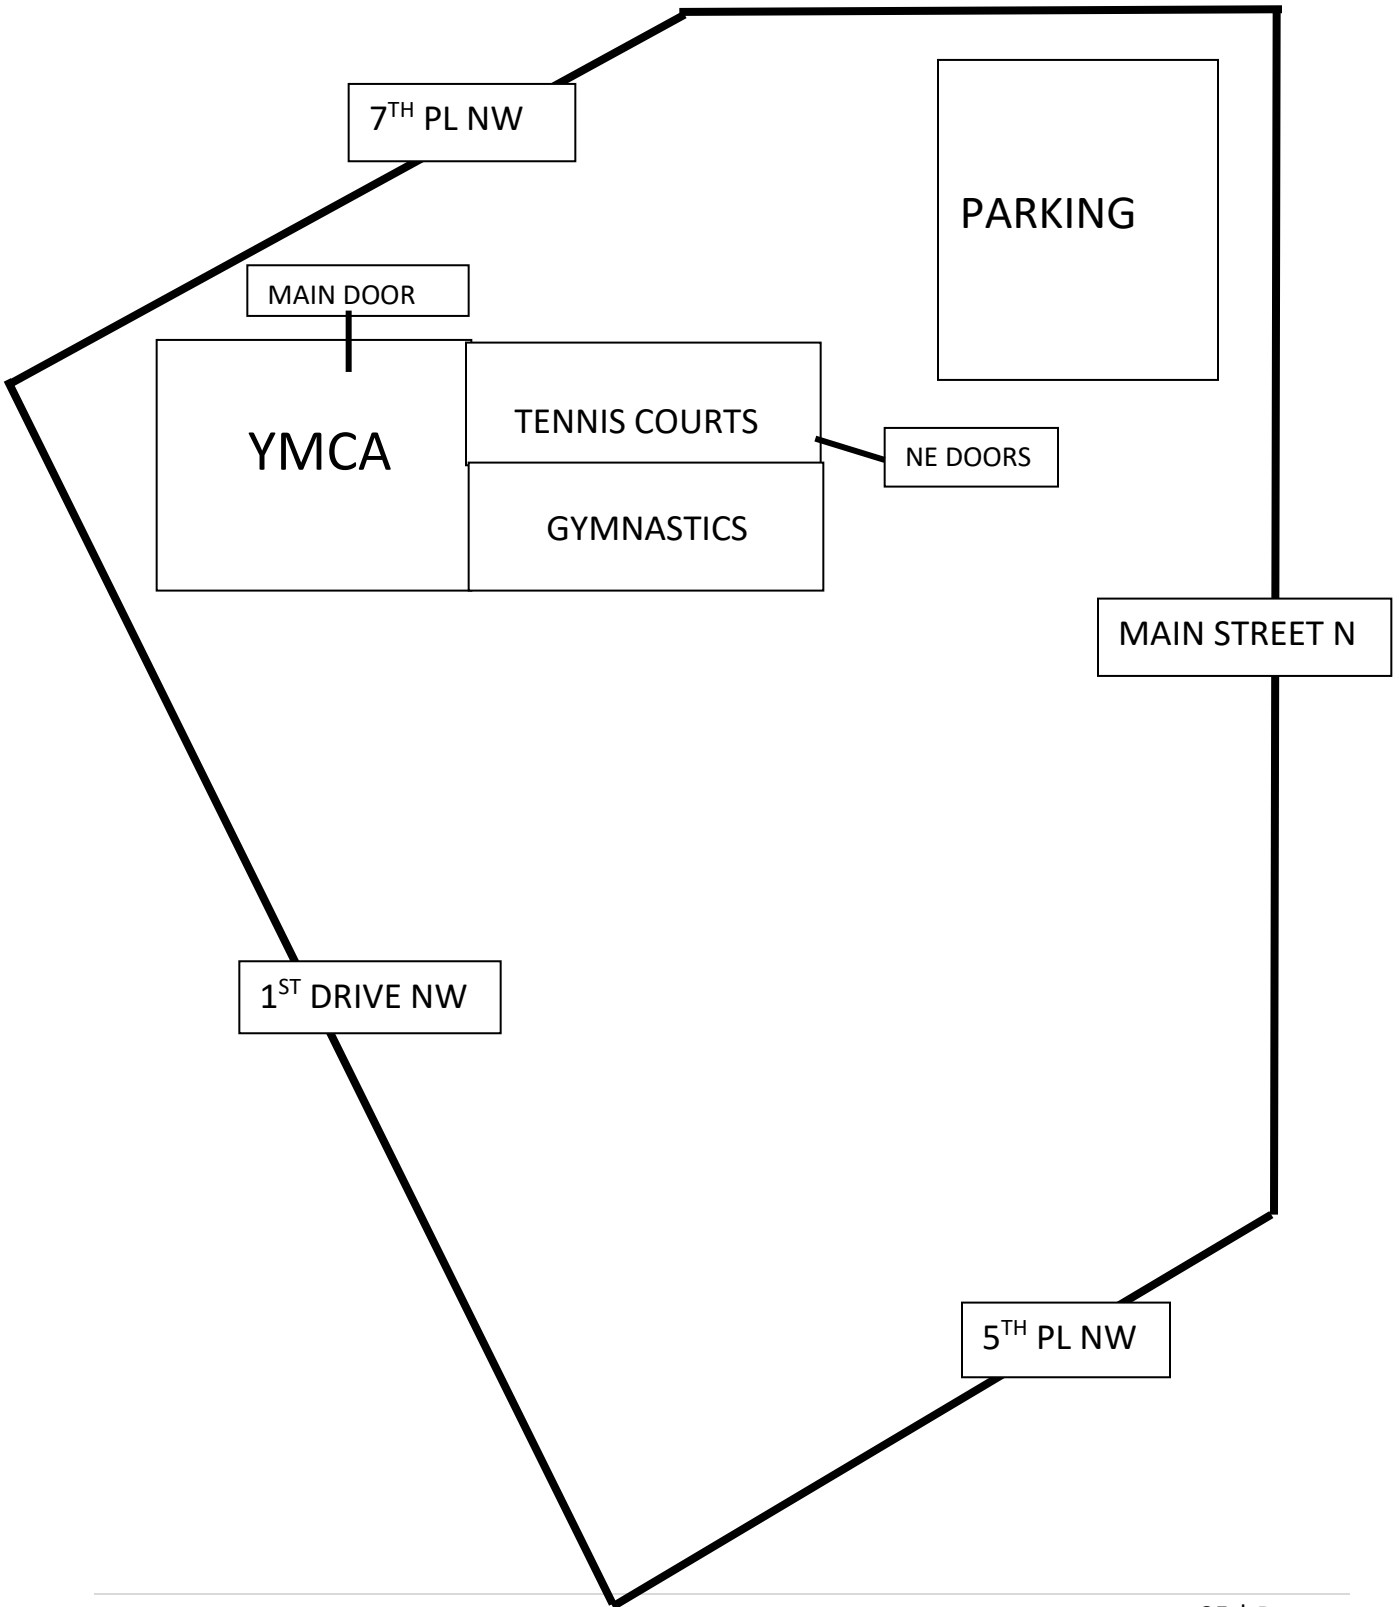 7TH PL NW
PARKING
MAIN DOOR
TENNIS COURTS
YMCA
NE DOORS
GYMNASTICS
MAIN STREET N
1ST DRIVE NW
5TH PL NW